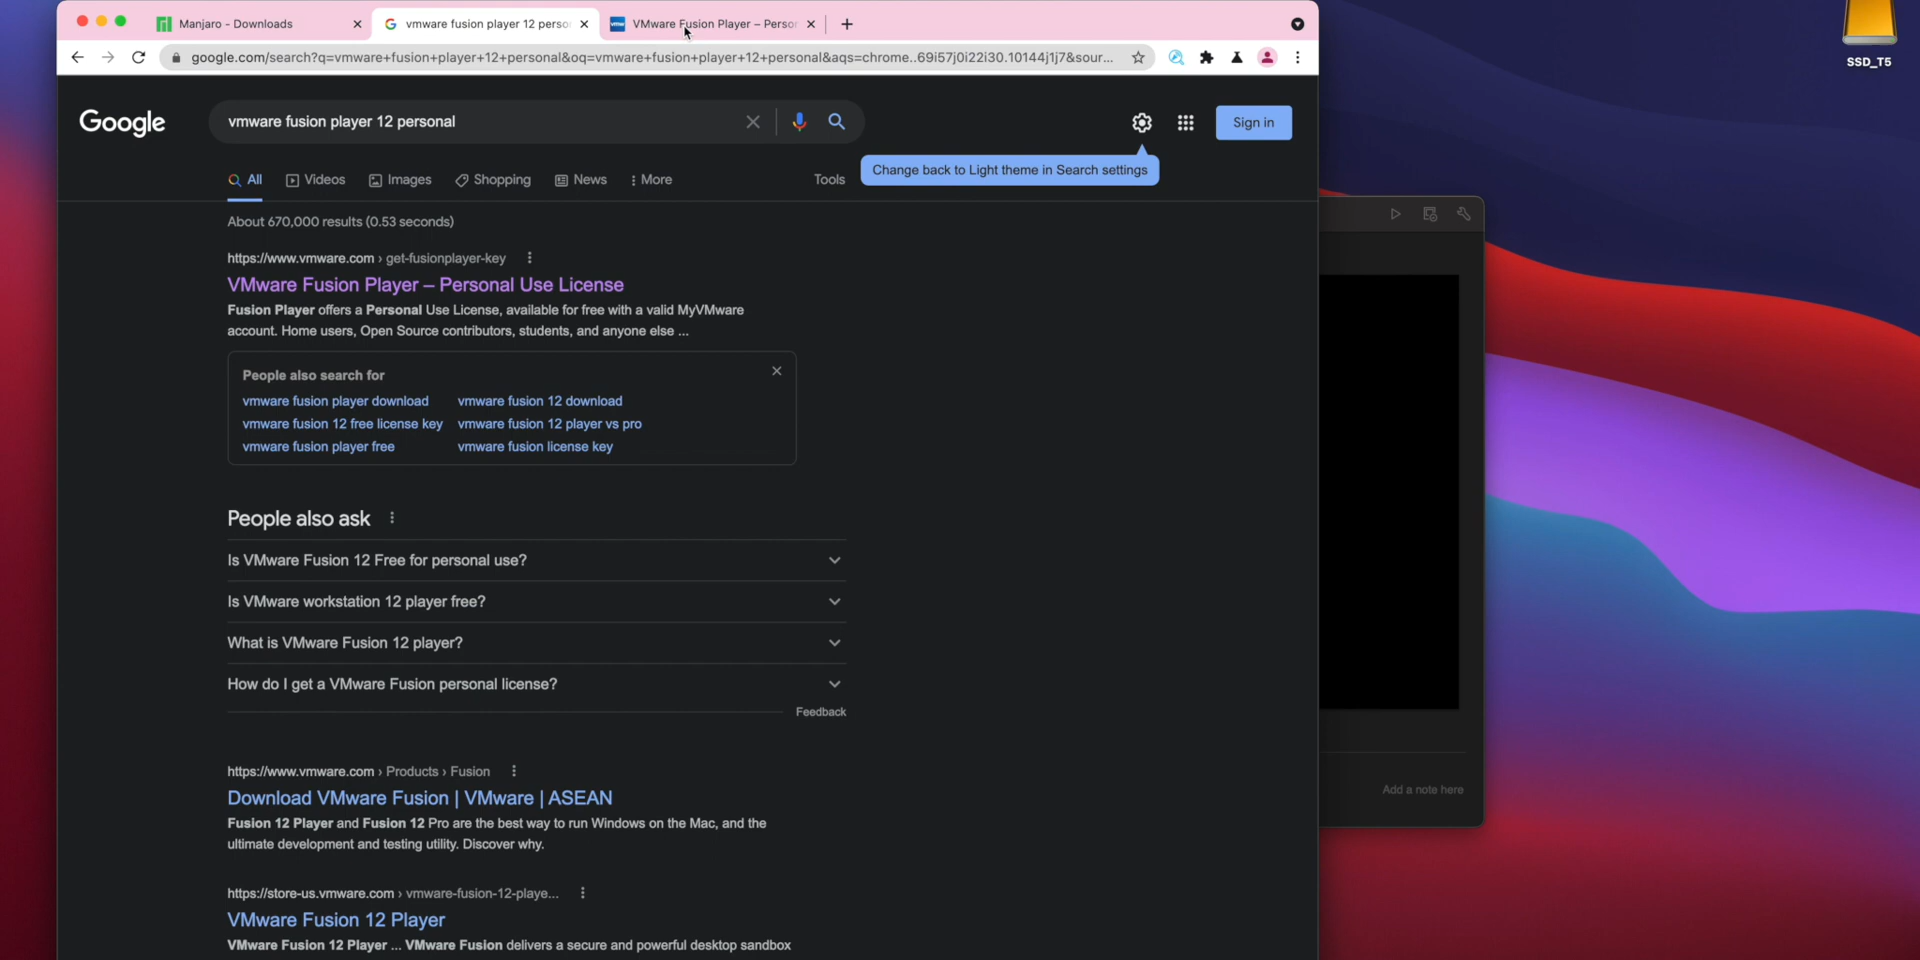 Manjaro - Downloads
vmware fusion player 12 perso
VMware Fusion Player – Person
google.com/search?q=vmware+fusion+player+12+personal&oq=vmware+fusion+player+12+personal&aqs=chrome..69i57j0i22i30.10144j1j7&sour...
SSD_T5
Google
vmware fusion player 12 personal
Sign in
Change back to Light theme in Search settings
All
Videos
Images
Shopping
News
More
Tools
About 670,000 results (0.53 seconds)
https://www.vmware.com › get-fusionplayer-key
VMware Fusion Player – Personal Use License
Fusion Player offers a Personal Use License, available for free with a valid MyVMware
account. Home users, Open Source contributors, students, and anyone else ...
People also search for
vmware fusion player download
vmware fusion 12 download
vmware fusion 12 free license key
vmware fusion 12 player vs pro
vmware fusion player free
vmware fusion license key
People also ask
Is VMware Fusion 12 Free for personal use?
Is VMware workstation 12 player free?
What is VMware Fusion 12 player?
How do I get a VMware Fusion personal license?
Feedback
https://www.vmware.com › Products › Fusion
Download VMware Fusion | VMware | ASEAN
Fusion 12 Player and Fusion 12 Pro are the best way to run Windows on the Mac, and the
ultimate development and testing utility. Discover why.
Add a note here
https://store-us.vmware.com › vmware-fusion-12-playe...
VMware Fusion 12 Player
VMware Fusion 12 Player ... VMware Fusion delivers a secure and powerful desktop sandbox